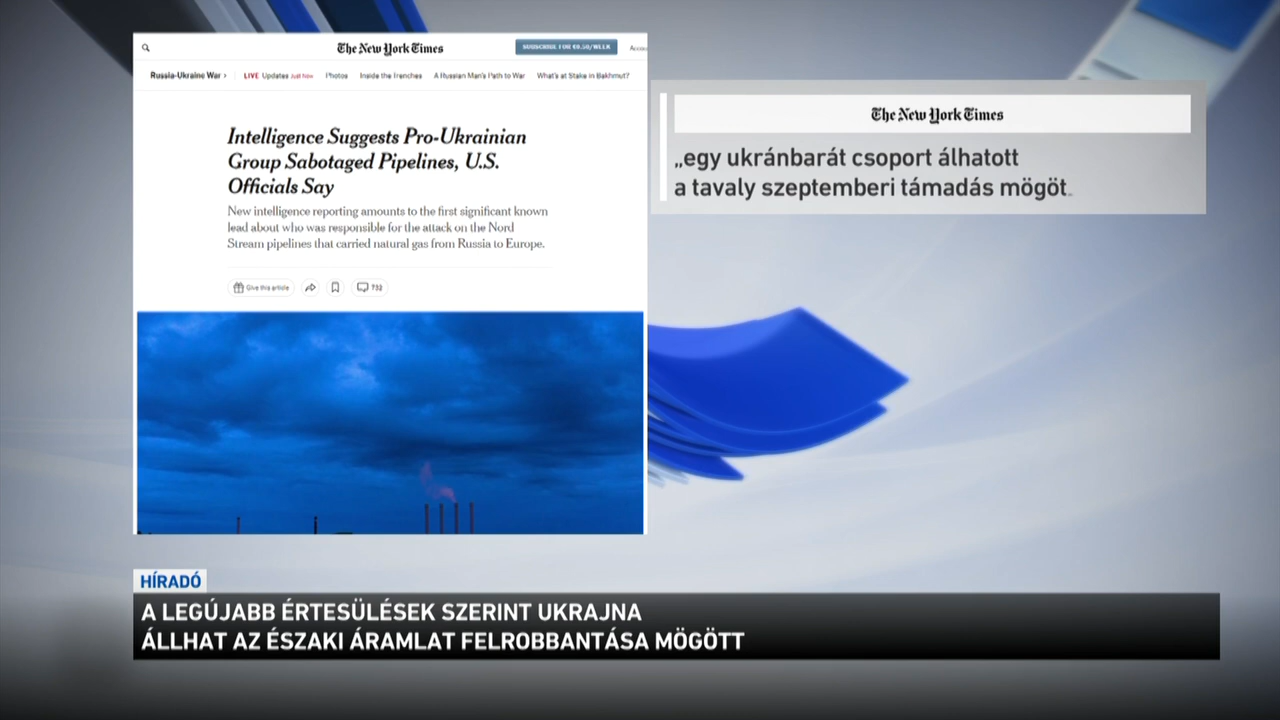 The New York Times
SUBSCRIBE FOR €0.50/WEEK
Russia-Ukraine War
LIVE Updates Just Now
Photos
Inside the Trenches
A Russian Man's Path to War
What's at Stake in Bakhmut?
Intelligence Suggests Pro-Ukrainian
Group Sabotaged Pipelines, U.S.
Officials Say
New intelligence reporting amounts to the first significant known
lead about who was responsible for the attack on the Nord
Stream pipelines that carried natural gas from Russia to Europe.
Give this article
732
The New York Times
„egy ukránbarát csoport álhatott
a tavaly szeptemberi támadás mögöt
HÍRADÓ
A LEGÚJABB ÉRTESÜLÉSEK SZERINT UKRAJNA
ÁLLHAT AZ ÉSZAKI ÁRAMLAT FELROBBANTÁSA MÖGÖTT